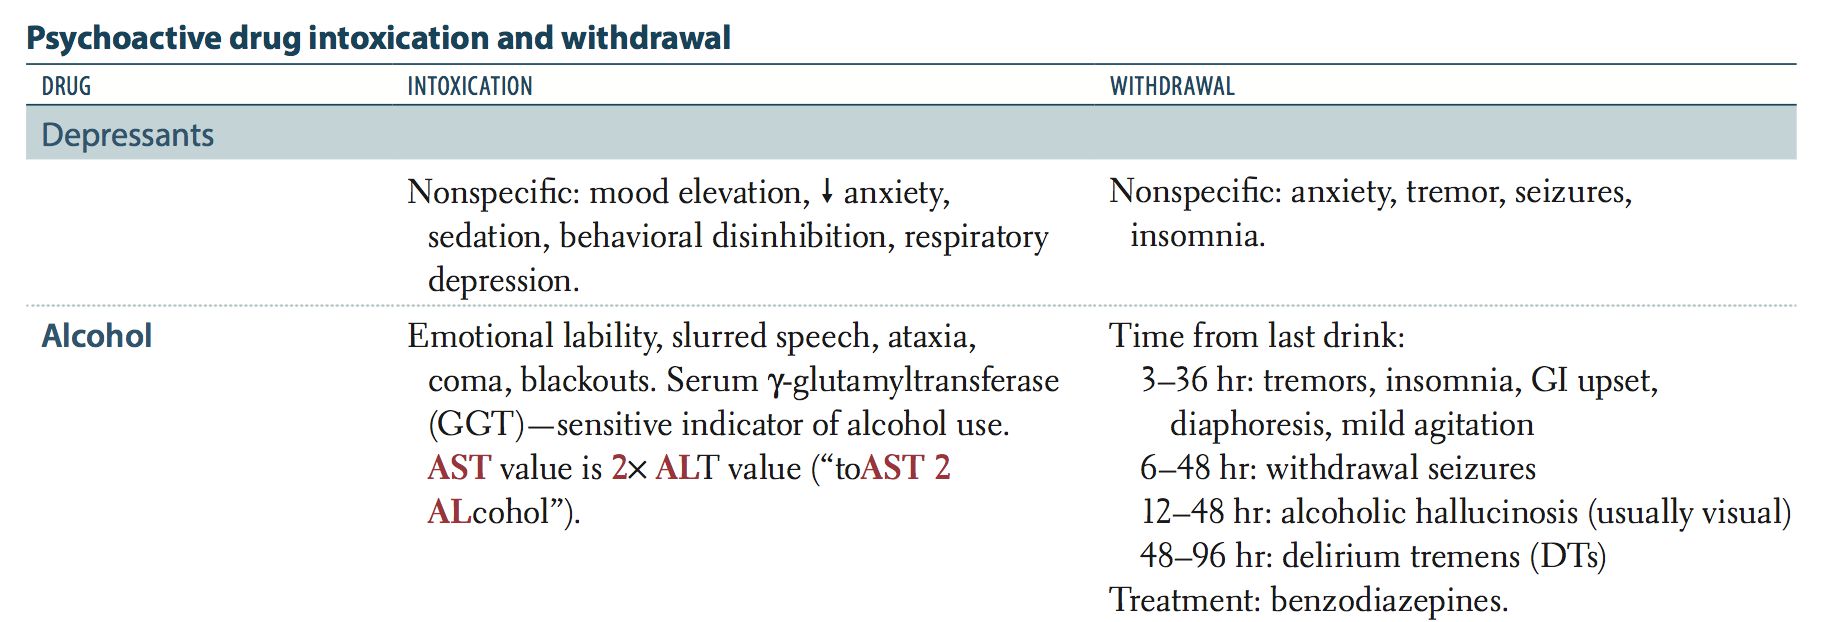 Psychoactive drug intoxication and withdrawal
DRUG INTOXICATION WITHDRAWAL
Depressants
Nonspecific: mood elevation, ↓ anxiety,
sedation, behavioral disinhibition, respiratory
depression.
Nonspecific: anxiety, tremor, seizures,
insomnia.
Alcohol
Emotional lability, slurred speech, ataxia,
coma, blackouts. Serum γ-glutamyltransferase
(GGT)—sensitive indicator of alcohol use.
AST value is 2× ALT value (“toAST 2
ALcohol”).
Time from last drink:
3–36 hr: tremors, insomnia, GI upset,
diaphoresis, mild agitation
6–48 hr: withdrawal seizures
12–48 hr: alcoholic hallucinosis (usually visual)
48–96 hr: delirium tremens (DTs)
Treatment: benzodiazepines.